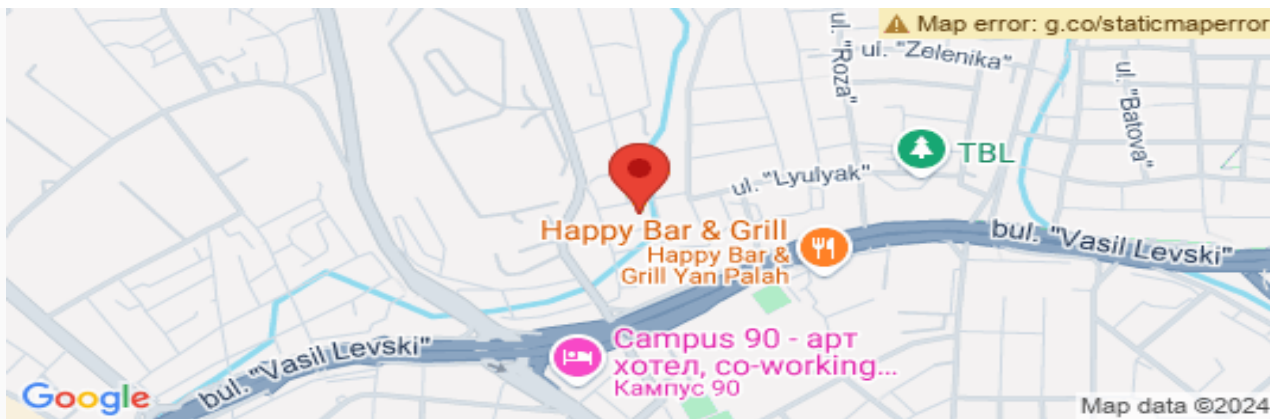 Map error: g.co/staticmaperror
ul. "Zelenika"
ul. "Roza"
ul. "Batova"
TBL
ul. "Lyulyak"
Happy Bar & Grill
Happy Bar &
Grill Yan Palah
bul. "Vasil Levski"
Campus 90 - арт
хотел, co-working...
Кампус 90
bul. "Vasil Levski"
Google
Map data ©2024